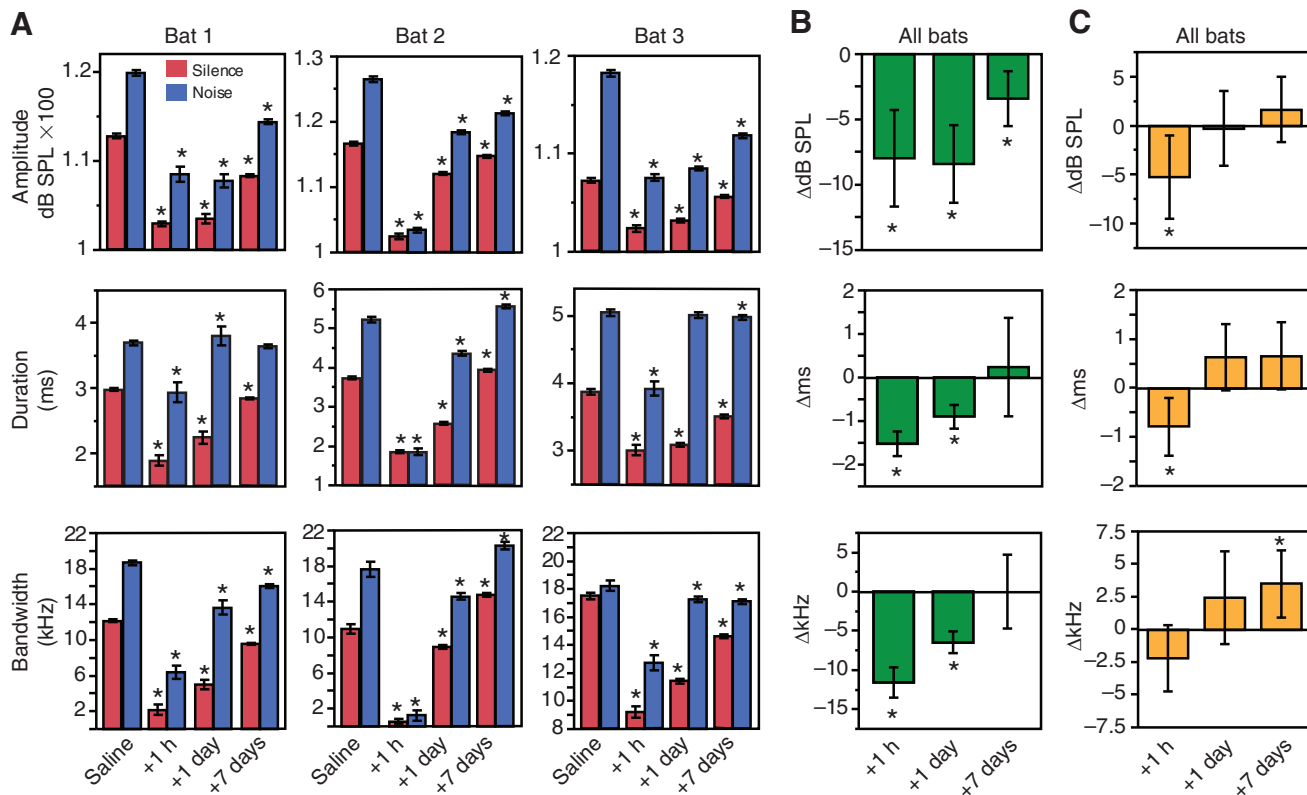 A
B
C
Bat 1
Bat 2
Bat 3
All bats
All bats
Silence
Noise
Amplitude
dB SPL ×100
1.2
1.1
1
* * * * * *
1.3
1.2
1.1
1
* * * * * *
1.2
1.1
1
* * * * * *
ΔdB SPL
0
−5
−10
−15
* * *
ΔdB SPL
5
0
−5
−10
*
Duration
(ms)
4
3
2
* * * * *
6
5
4
3
2
1
* * * * * *
5
4
3
* * * * *
Δms
2
1
0
−1
−2
* *
Δms
2
1
0
1
−2
*
Bandwidth
(kHz)
22
18
14
10
6
2
* * * * * *
22
18
14
10
6
2
* * * * * *
22
18
16
14
12
10
8
* * * * * *
ΔkHz
5
0
−5
−10
−15
* *
ΔkHz
7.5
5
2.5
0
−2.5
−5
−7.5
*
Saline
+1 h
+1 day
+7 days
Saline
+1 h
+1 day
+7 days
Saline
+1 h
+1 day
+7 days
+1 h
+1 day
+7 days
+1 h
+1 day
+7 days